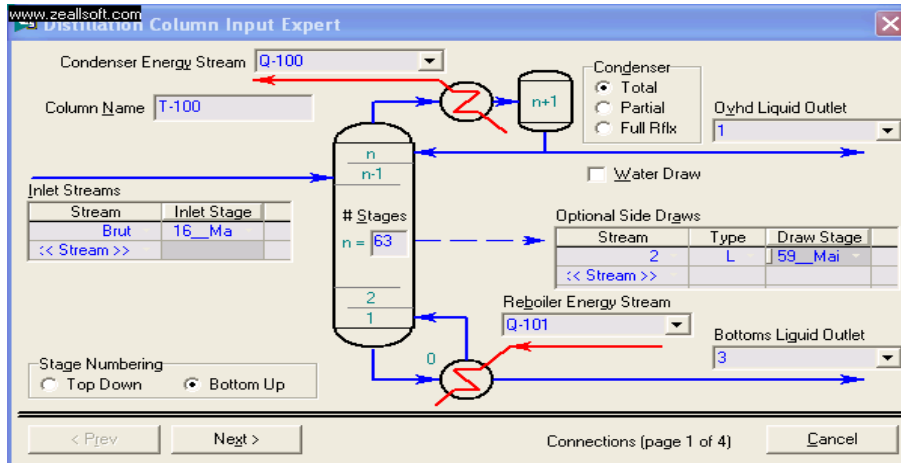 www.zeallsoft.com
Distillation Column Input Expert
Condenser Energy Stream Q-100
Column Name T-100
n+1
Condenser
Total
Partial
Full Rflx
Ovhd Liquid Outlet
1
n
n-1
Water Draw
Inlet Streams
Stream Inlet Stage
Brut 16__Ma
<< Stream >>
# Stages
n = 63
Optional Side Draws
Stream Type Draw Stage
2 L 59__Mai
<< Stream >>
2
1
Reboiler Energy Stream
Q-101
Bottoms Liquid Outlet
3
0
Stage Numbering
Top Down Bottom Up
< Prev Next > Connections (page 1 of 4) Cancel